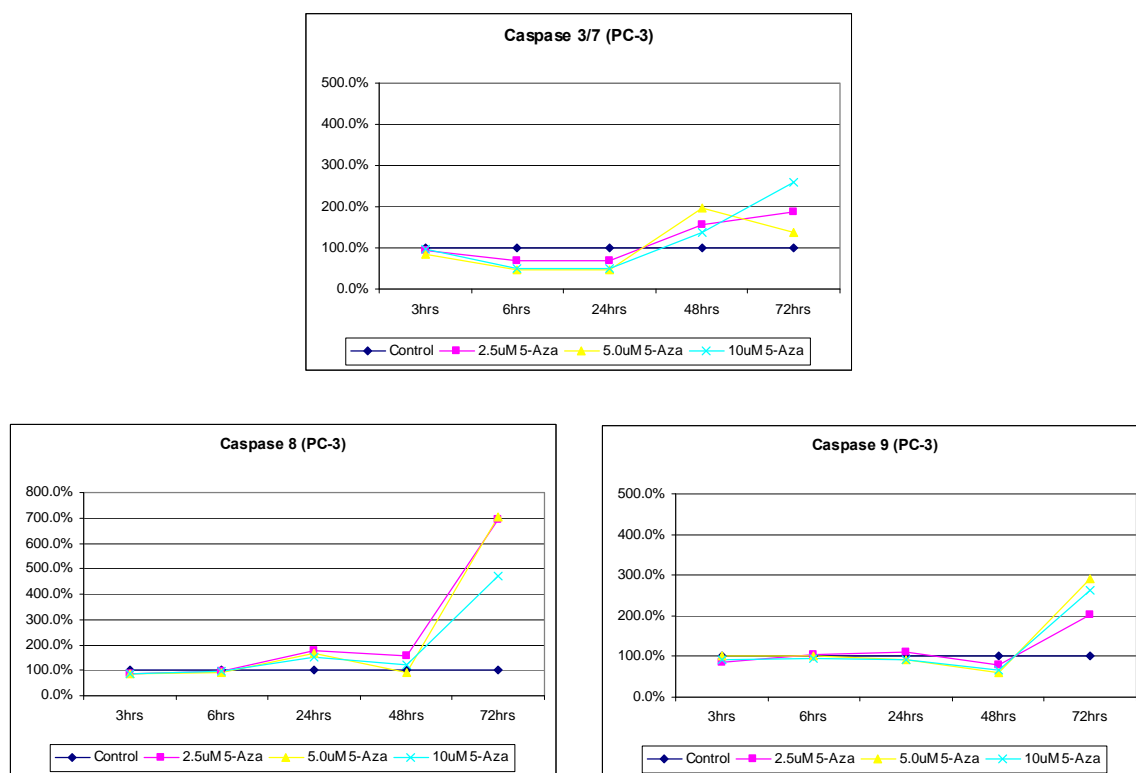 Caspase 3/7 (PC-3)
500.0%
400.0%
300.0%
200.0%
100.0%
0.0%
3hrs 6hrs 24hrs 48hrs 72hrs
Control 2.5uM 5-Aza 5.0uM 5-Aza 10uM 5-Aza
Caspase 8 (PC-3)
800.0%
700.0%
600.0%
500.0%
400.0%
300.0%
200.0%
100.0%
0.0%
3hrs 6hrs 24hrs 48hrs 72hrs
Control 2.5uM 5-Aza 5.0uM 5-Aza 10uM 5-Aza
Caspase 9 (PC-3)
500.0%
400.0%
300.0%
200.0%
100.0%
0.0%
3hrs 6hrs 24hrs 48hrs 72hrs
Control 2.5uM 5-Aza 5.0uM 5-Aza 10uM 5-Aza